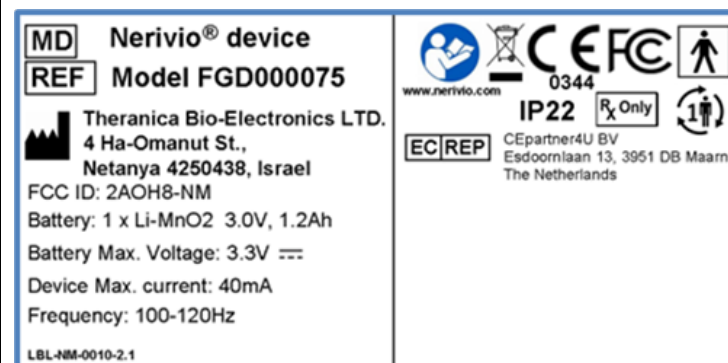 MD Nerivio® device
REF Model FGD000075
Theranica Bio-Electronics LTD.
4 Ha-Omanut St.,
Netanya 4250438, Israel
FCC ID: 2AOH8-NM
Battery: 1 x Li-MnO2 3.0V, 1.2Ah
Battery Max. Voltage: 3.3V
Device Max. current: 40mA
Frequency: 100-120Hz
LBL-NM-0010-2.1
CE FC
0344
www.nerivio.com
IP22 Rx Only 1
EC REP CEpartner4U BV
Esdoornlaan 13, 3951 DB Maarn
The Netherlands